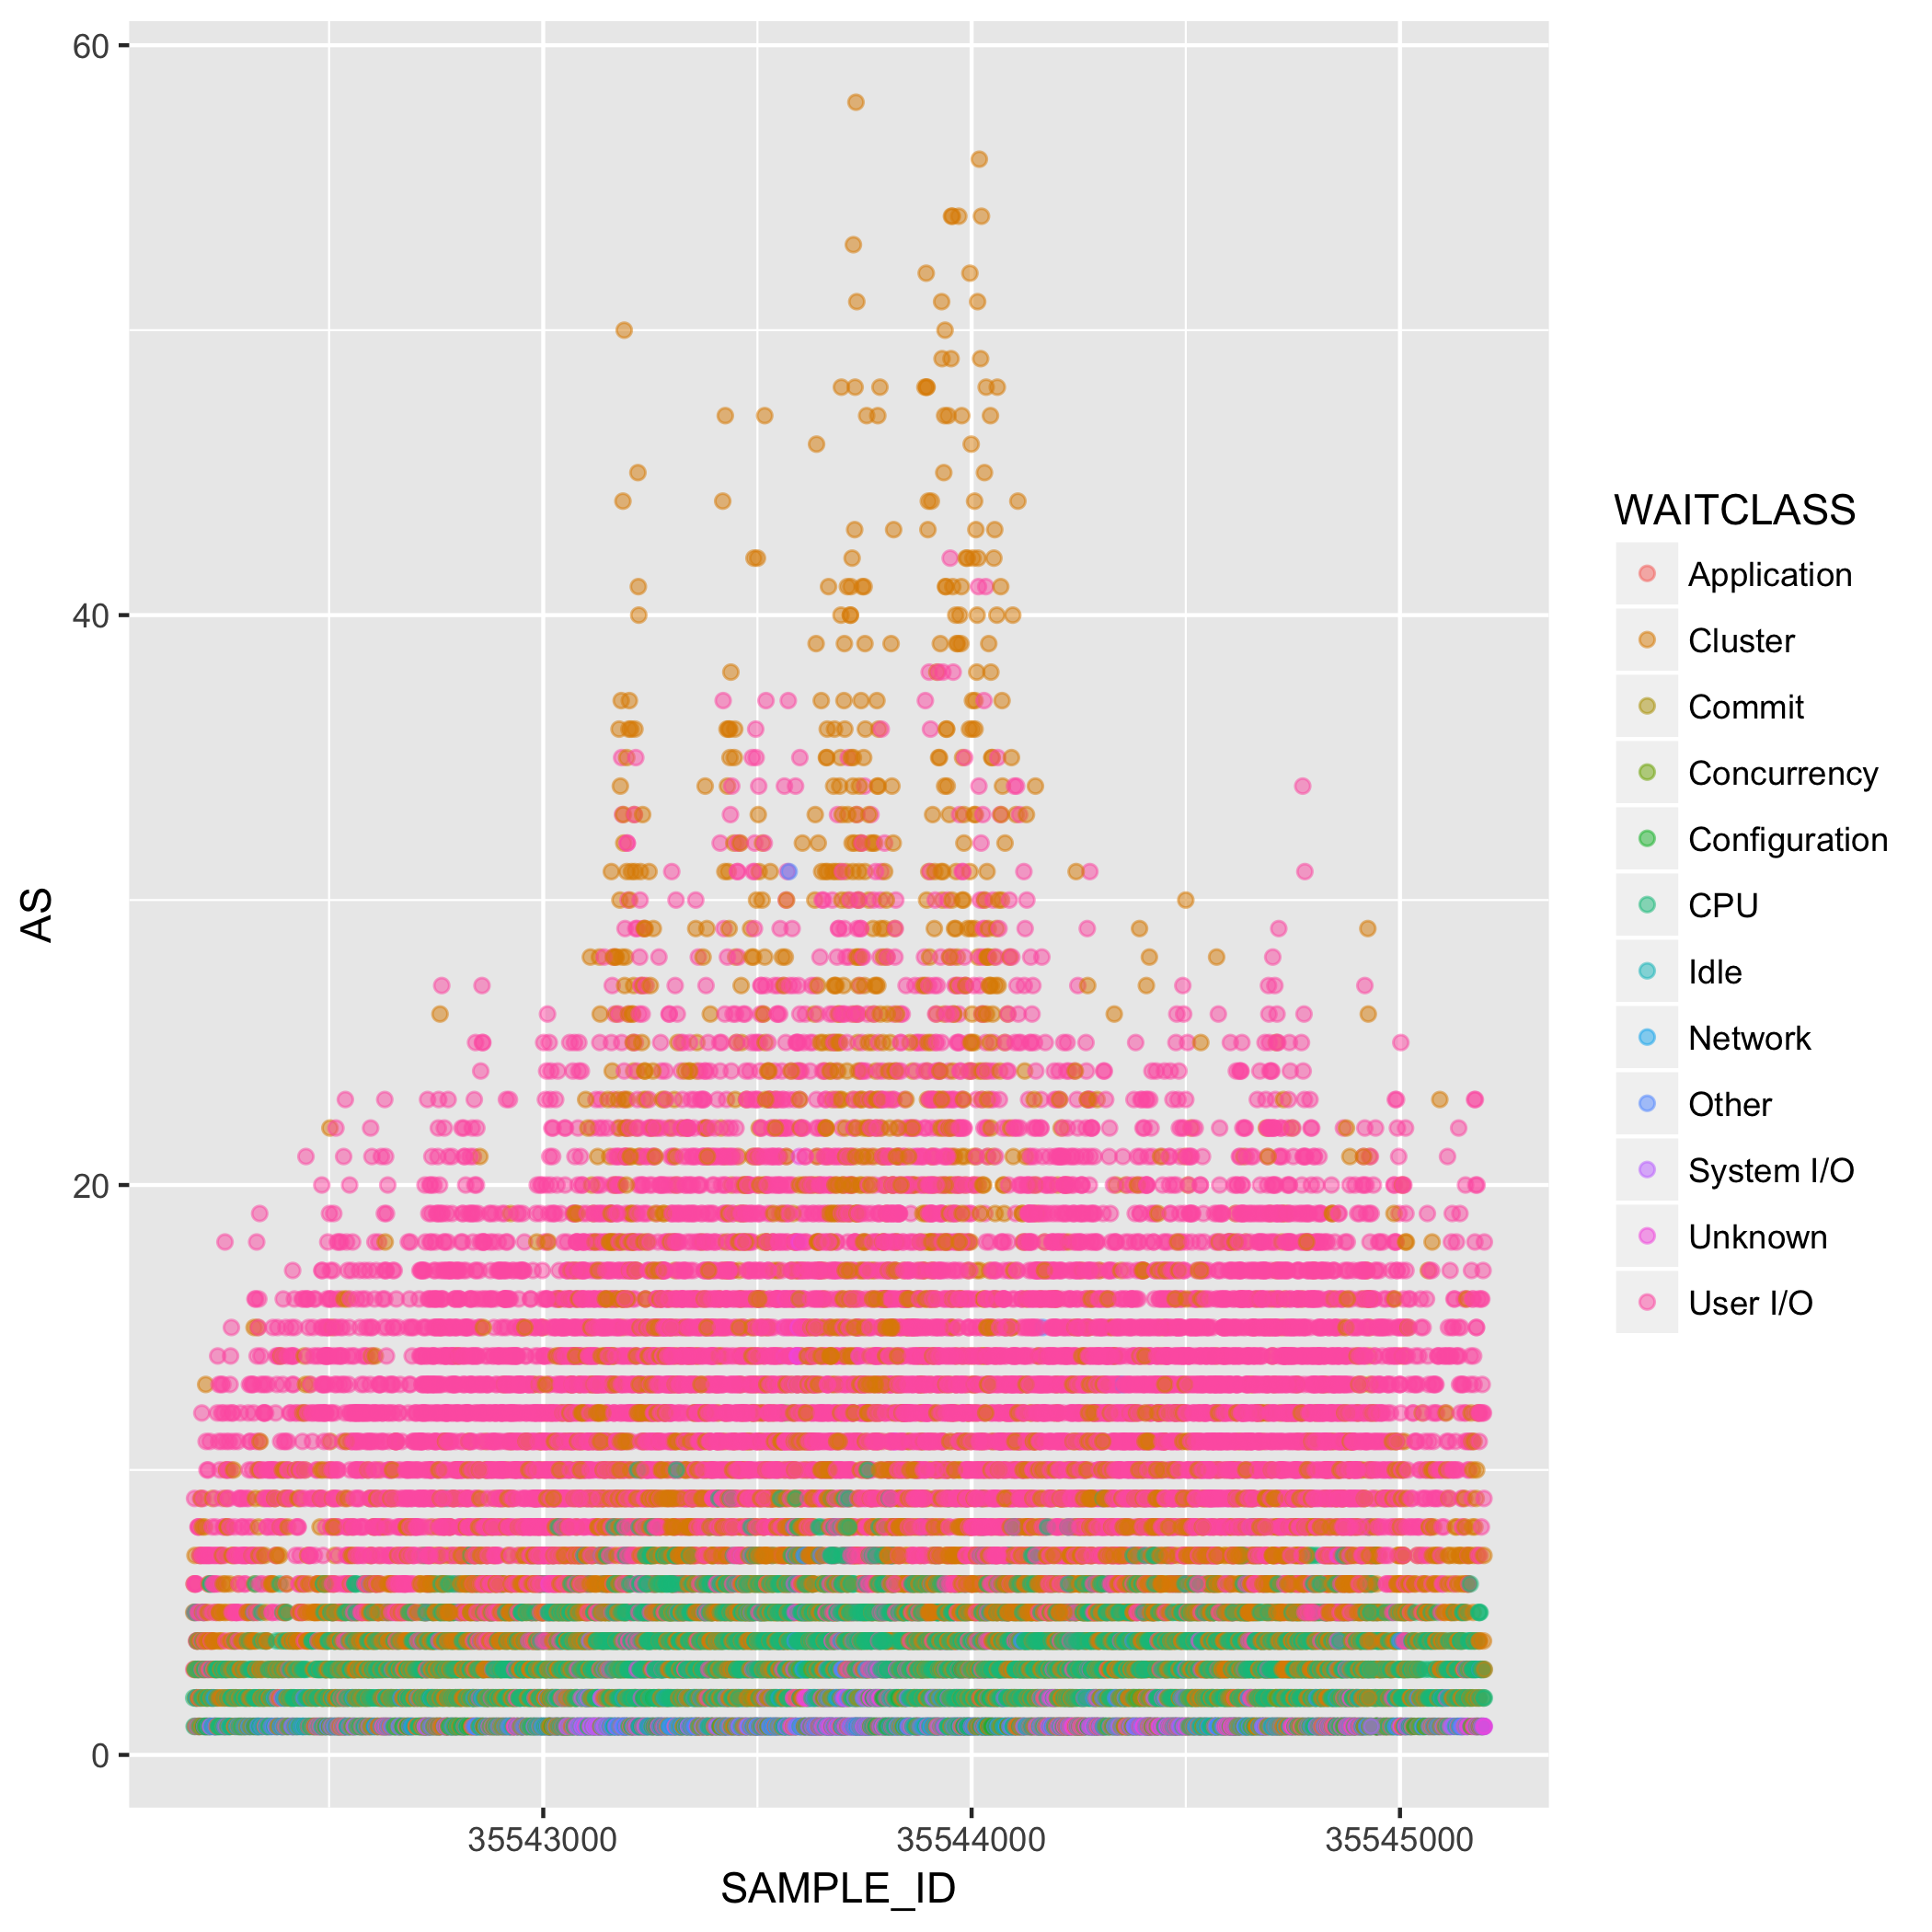 60
40
20
0
AS
35543000
35544000
35545000
SAMPLE_ID
WAITCLASS
Application
Cluster
Commit
Concurrency
Configuration
CPU
Idle
Network
Other
System I/O
Unknown
User I/O